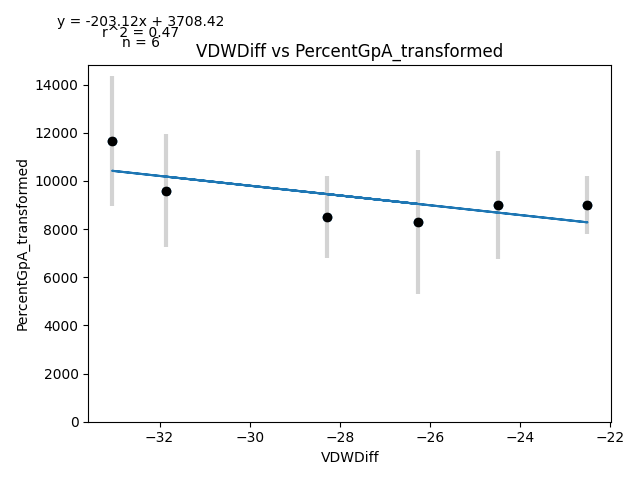 y = -203.12x + 3708.42
r^2 = 0.47
n = 6
VDWDiff vs PercentGpA_transformed
PercentGpA_transformed
14000
12000
10000
8000
6000
4000
2000
0
−32
−30
−28
−26
−24
−22
VDWDiff